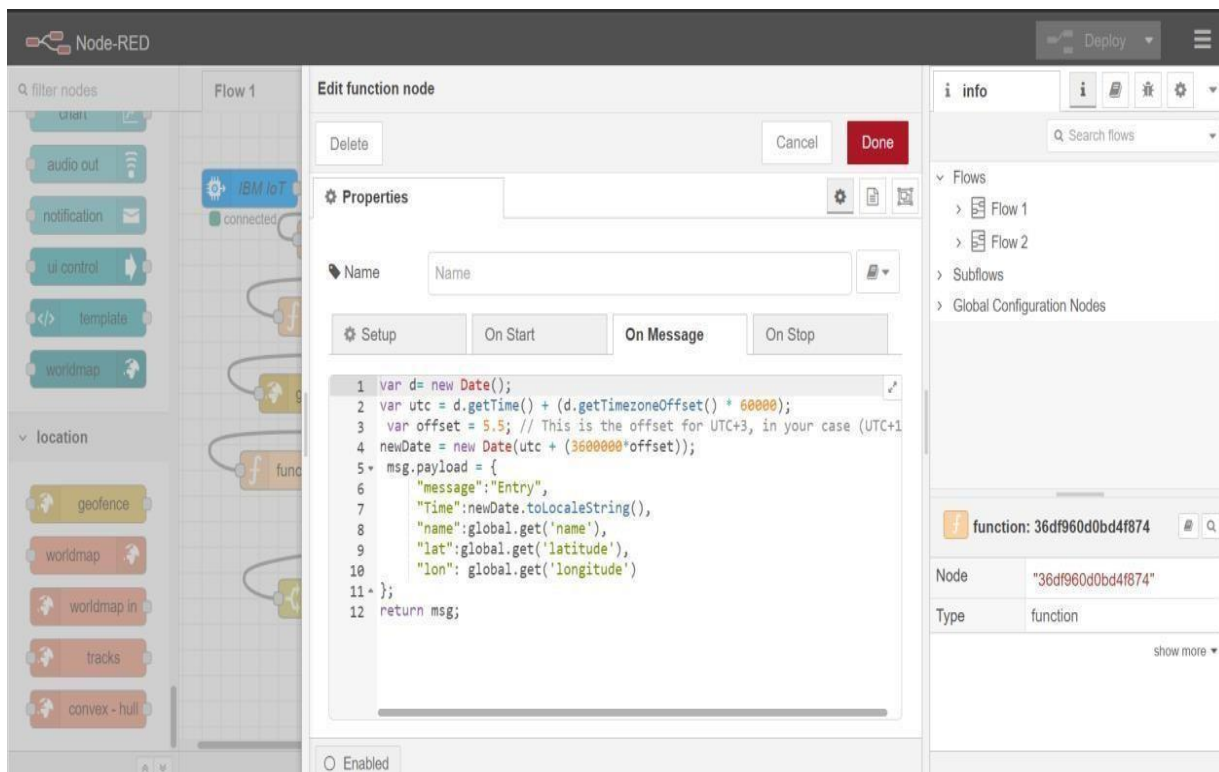 Node-RED
Deploy
filter nodes
chart
audio out
notification
ui control
</> template
worldmap
location
geofence
worldmap
worldmap in
tracks
convex - hull
Flow 1
IBM IoT
connected
f
g
f func
Edit function node
Delete
Cancel
Done
Properties
Name
Name
Setup
On Start
On Message
On Stop
1 var d= new Date();
2 var utc = d.getTime() + (d.getTimezoneOffset() * 60000);
3 var offset = 5.5; // This is the offset for UTC+3, in your case (UTC+1
4 newDate = new Date(utc + (3600000*offset));
5 msg.payload = {
6 "message":"Entry",
7 "Time":newDate.toLocaleString(),
8 "name":global.get('name'),
9 "lat":global.get('latitude'),
10 "lon": global.get('longitude')
11 };
12 return msg;
Enabled
i info
i
Search flows
Flows
Flow 1
Flow 2
Subflows
Global Configuration Nodes
f function: 36df960d0bd4f874
Node "36df960d0bd4f874"
Type function
show more